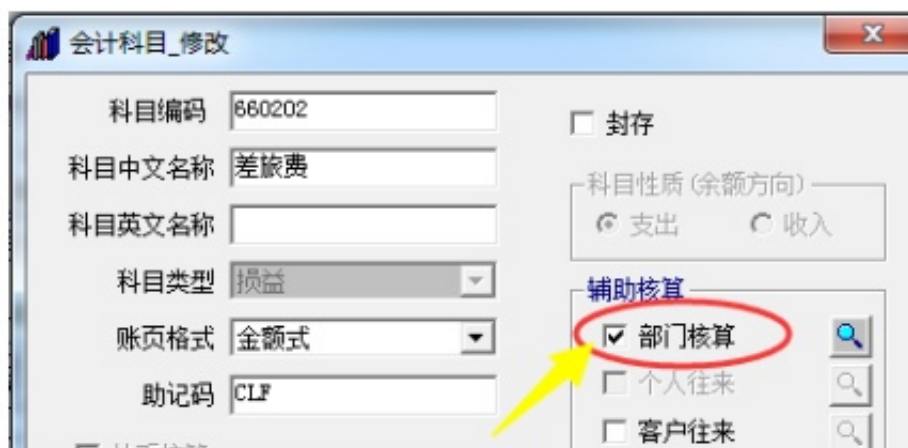 会计科目_修改
科目编码 660202
封存
科目中文名称 差旅费
科目性质(余额方向)
科目英文名称
支出 收入
科目类型 损益
辅助核算
账页格式 金额式
部门核算
个人往来
助记码 CLF
客户往来